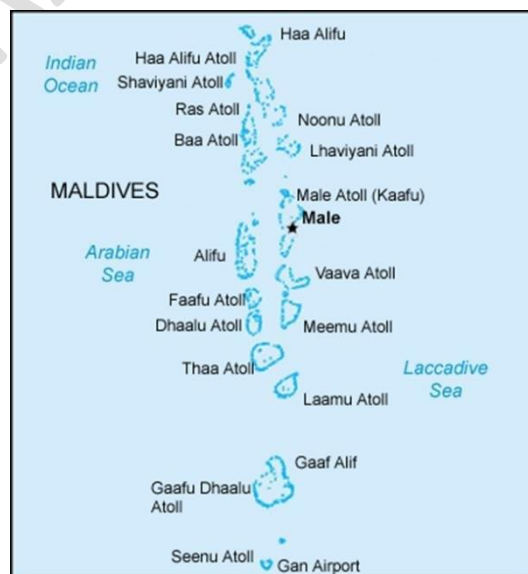 Haa Alifu
Indian
Ocean
Haa Alifu Atoll
Shaviyani Atoll
Ras Atoll
Noonu Atoll
Baa Atoll
Lhaviyani Atoll
MALDIVES
Male Atoll (Kaafu)
Male
Arabian
Sea
Alifu
Vaava Atoll
Faafu Atoll
Dhaalu Atoll
Meemu Atoll
Thaa Atoll
Laccadive
Sea
Laamu Atoll
Gaaf Alif
Gaafu Dhaalu
Atoll
Seenu Atoll
Gan Airport